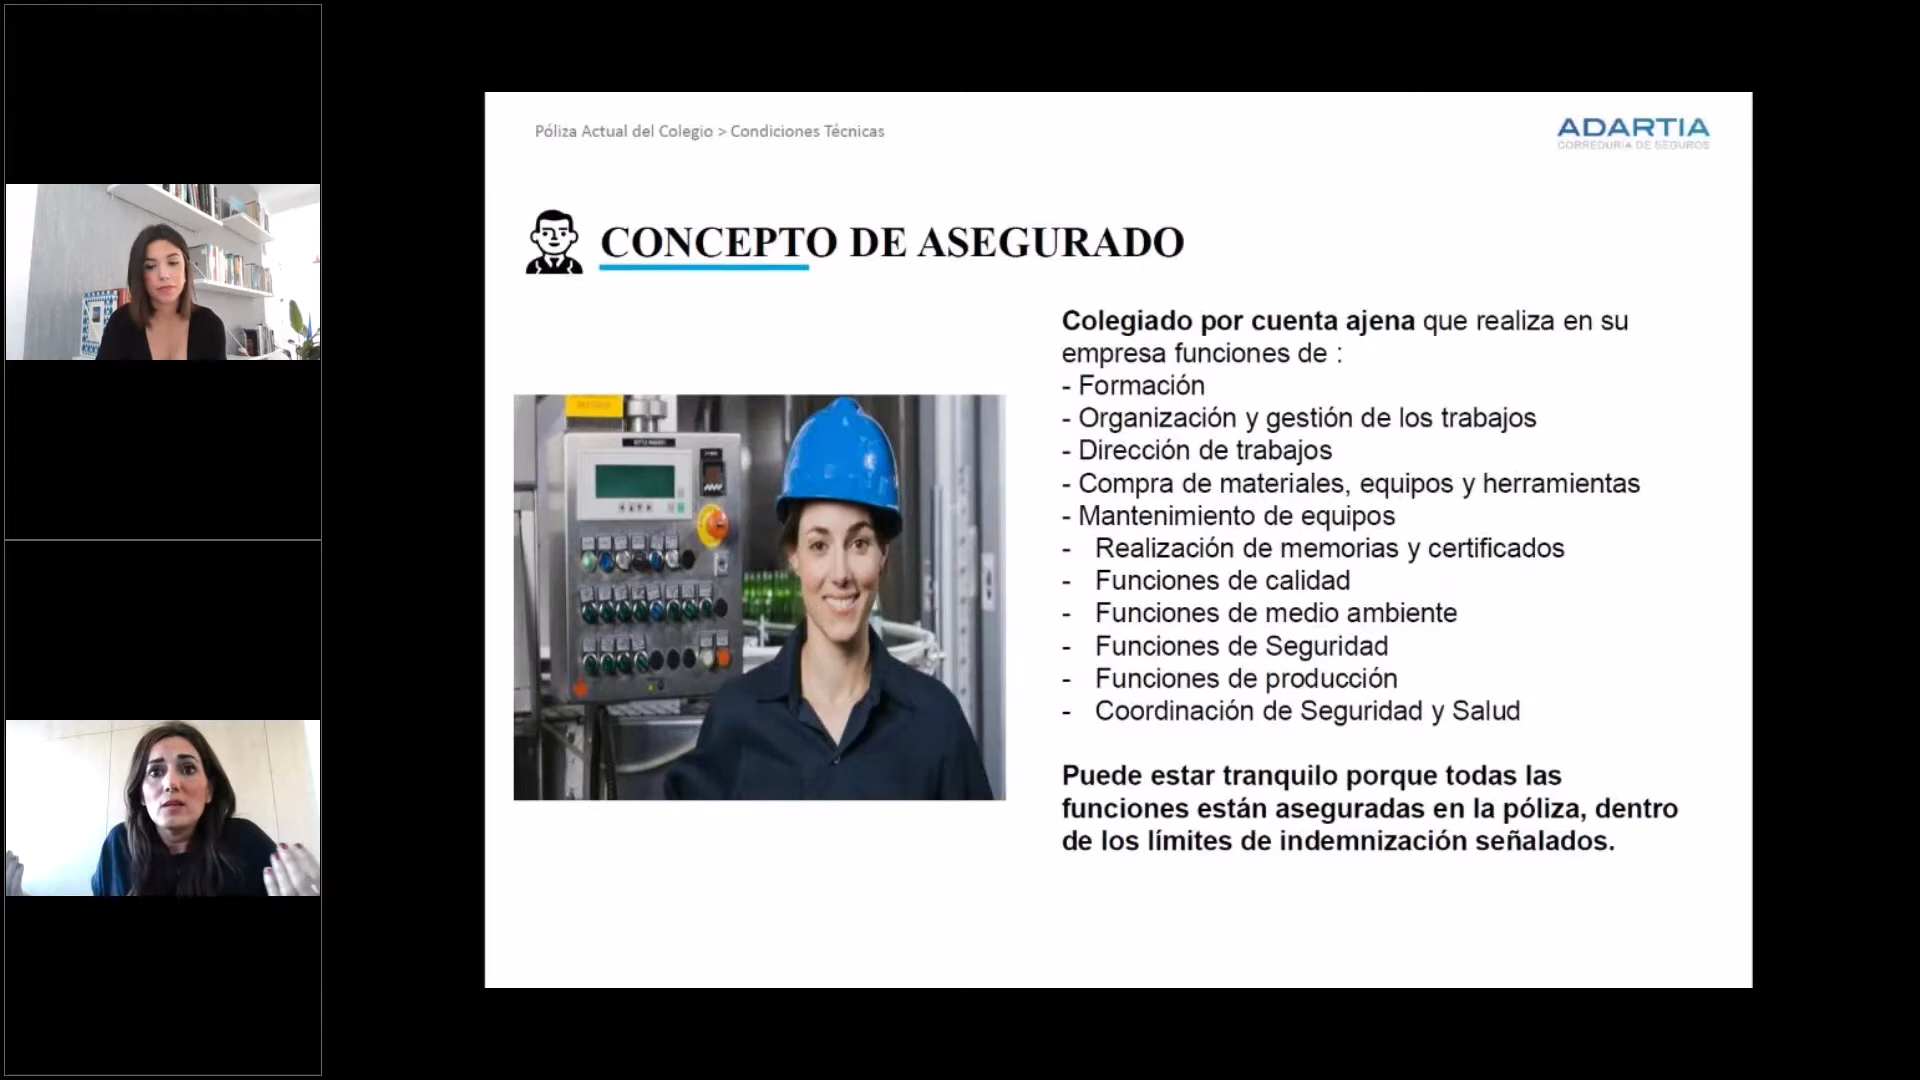 Póliza Actual del Colegio > Condiciones Técnicas
ADARTIA
CORREDURÍA DE SEGUROS
CONCEPTO DE ASEGURADO
Colegiado por cuenta ajena que realiza en su
empresa funciones de :
- Formación
- Organización y gestión de los trabajos
- Dirección de trabajos
- Compra de materiales, equipos y herramientas
- Mantenimiento de equipos
- Realización de memorias y certificados
- Funciones de calidad
- Funciones de medio ambiente
- Funciones de Seguridad
- Funciones de producción
- Coordinación de Seguridad y Salud
Puede estar tranquilo porque todas las
funciones están aseguradas en la póliza, dentro
de los límites de indemnización señalados.